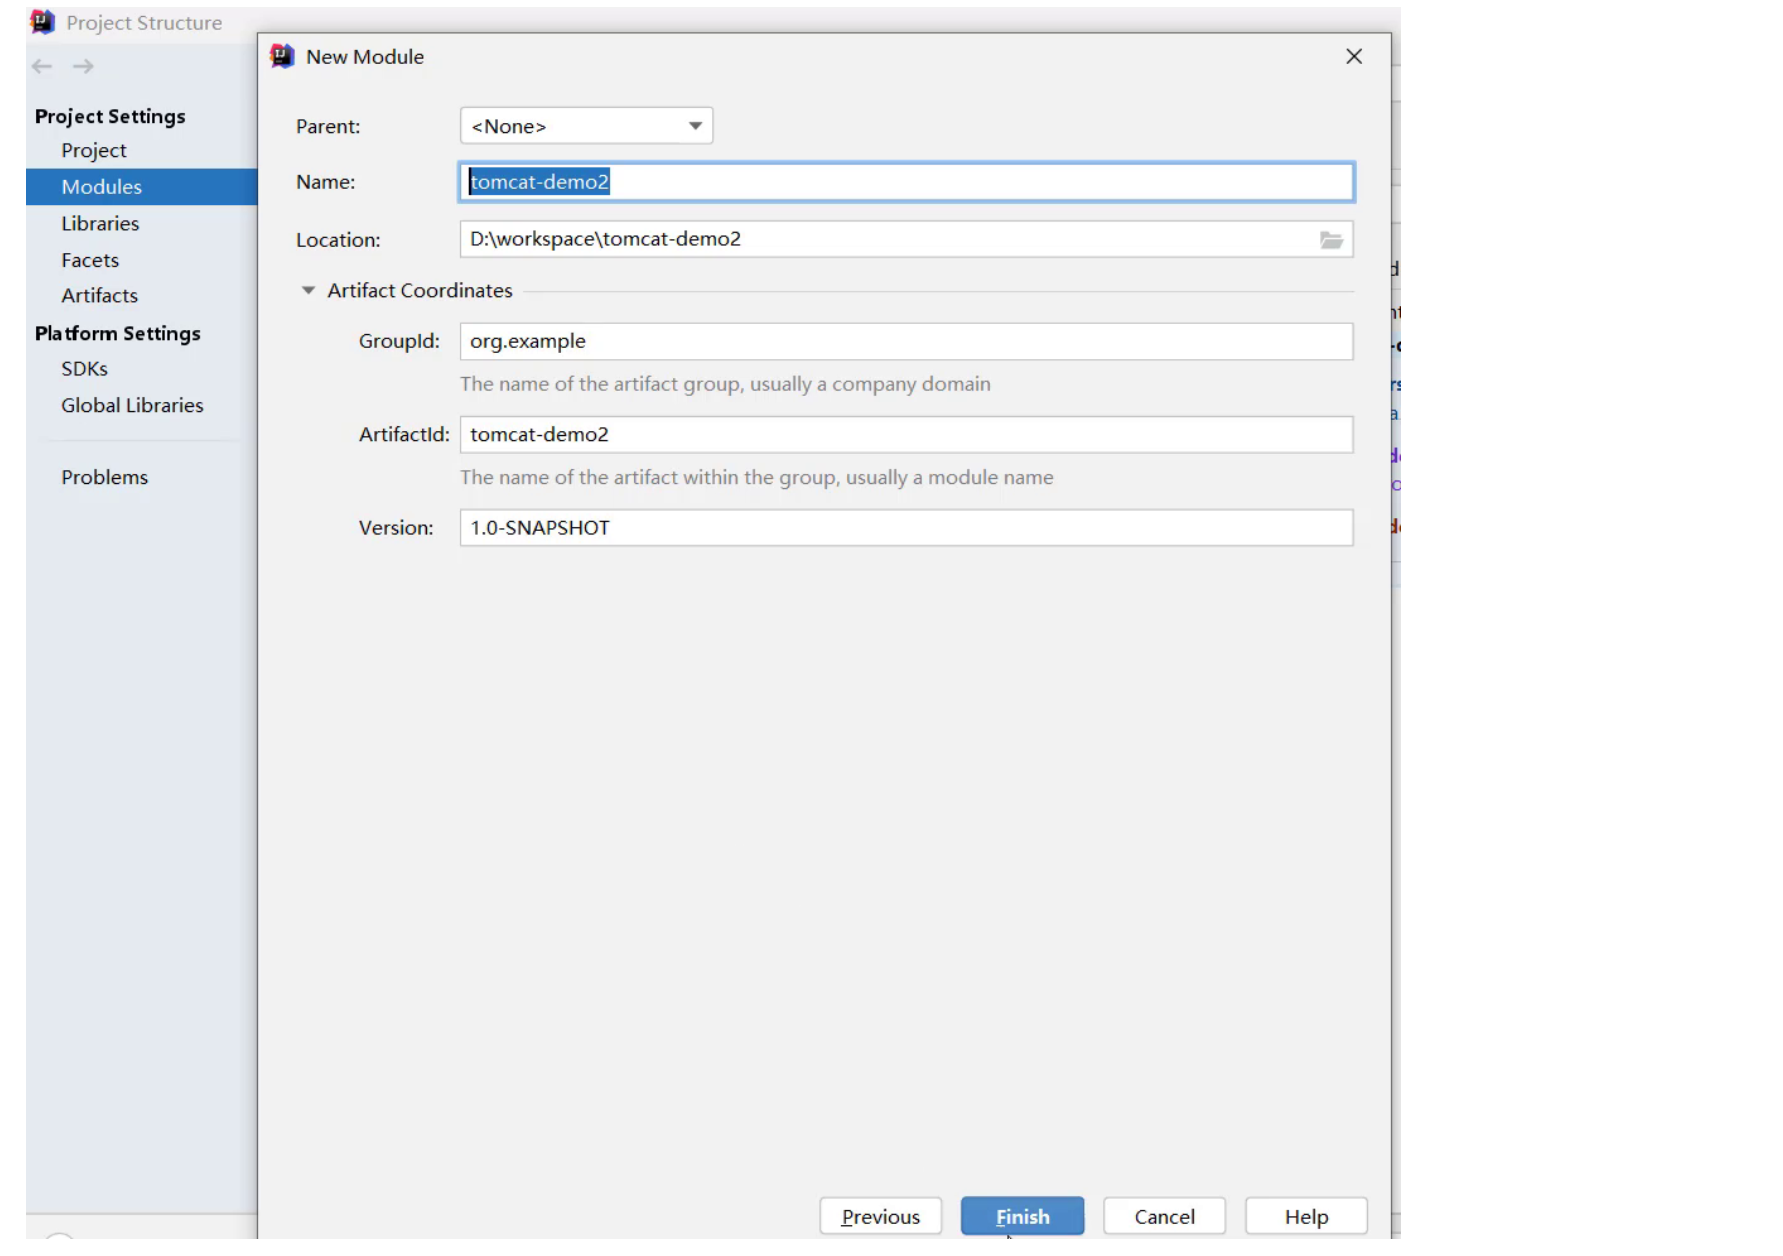 Project Structure
New Module
Project Settings
Project
Modules
Libraries
Facets
Artifacts
Platform Settings
SDKs
Global Libraries
Problems
Parent: <None>
Name: tomcat-demo2
Location: D:\workspace\tomcat-demo2
Artifact Coordinates
GroupId: org.example
The name of the artifact group, usually a company domain
ArtifactId: tomcat-demo2
The name of the artifact within the group, usually a module name
Version: 1.0-SNAPSHOT
Previous Finish Cancel Help